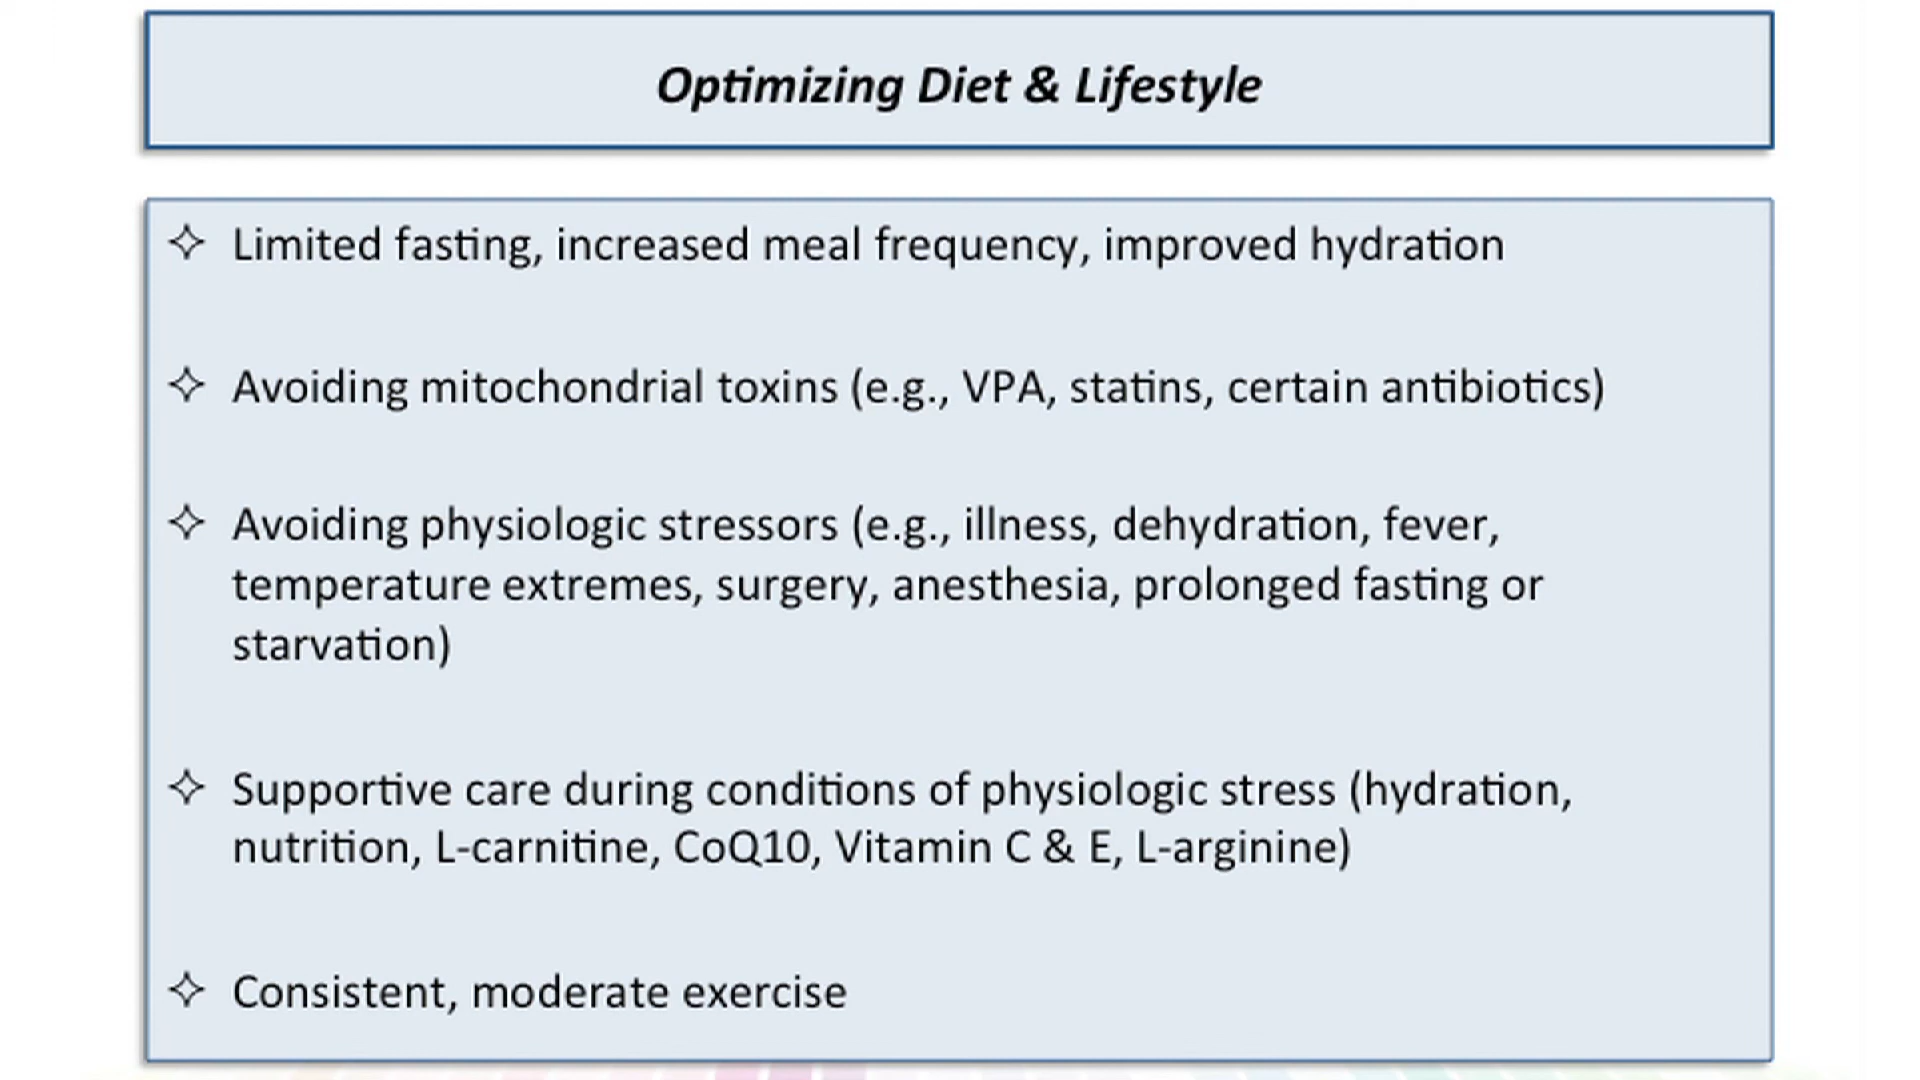 Optimizing Diet & Lifestyle
✧ Limited fasting, increased meal frequency, improved hydration
✧ Avoiding mitochondrial toxins (e.g., VPA, statins, certain antibiotics)
✧ Avoiding physiologic stressors (e.g., illness, dehydration, fever,
temperature extremes, surgery, anesthesia, prolonged fasting or
starvation)
✧ Supportive care during conditions of physiologic stress (hydration,
nutrition, L-carnitine, CoQ10, Vitamin C & E, L-arginine)
✧ Consistent, moderate exercise